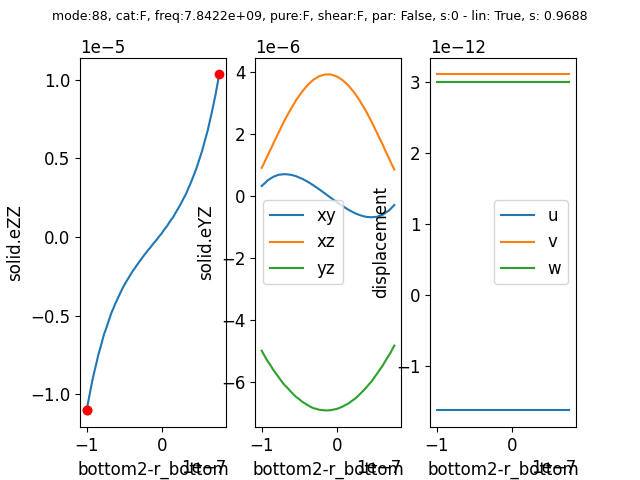 mode:88, cat:F, freq:7.8422e+09, pure:F, shear:F, par: False, s:0 - lin: True, s: 0.9688
1e−5
1e−6
1e−12
1.0
0.5
0.0
−0.5
−1.0
solid.eZZ
−1
0
1e−7
bottom2-r_bottom
4
2
0
−2
−4
−6
solid.eYZ
xy
xz
yz
−1
0
1e−7
bottom2-r_bottom
3
2
1
0
−1
displacement
u
v
w
−1
0
1e−7
bottom2-r_bottom